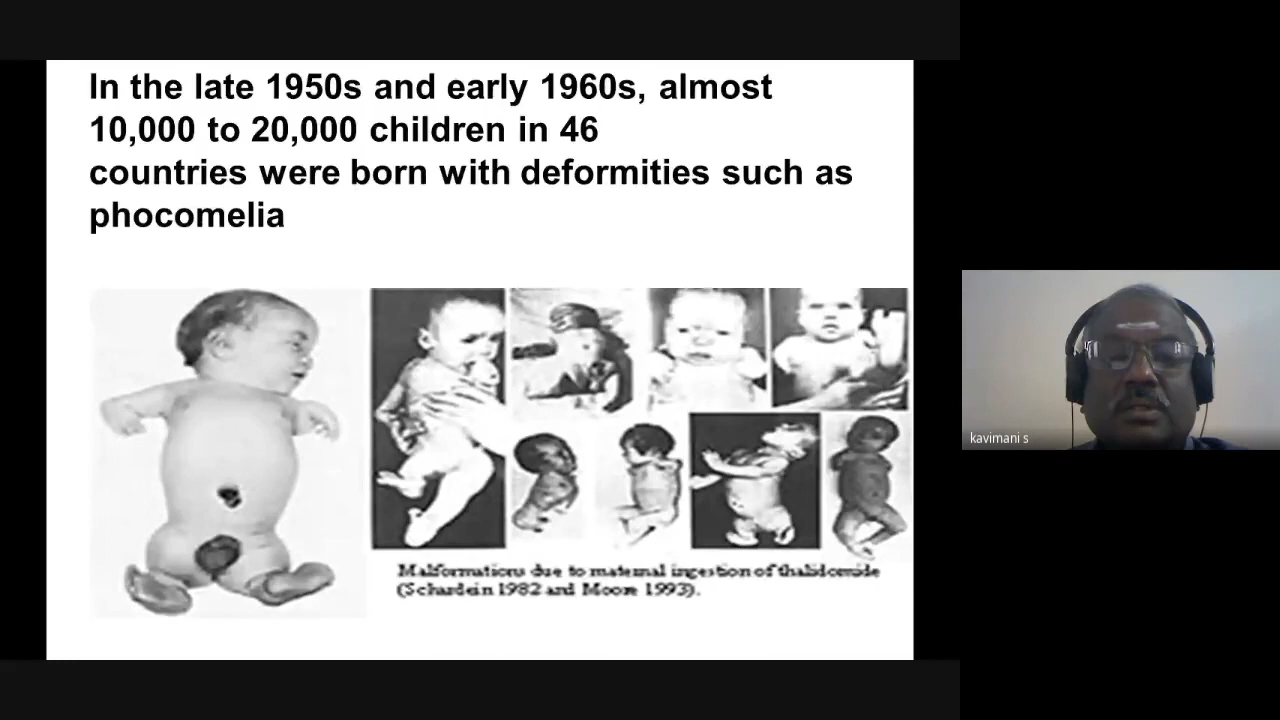 In the late 1950s and early 1960s, almost
10,000 to 20,000 children in 46
countries were born with deformities such as
phocomelia
Malformations due to maternal ingestion of thalidomide
(Schardein 1982 and Moore 1993).
kavimani s